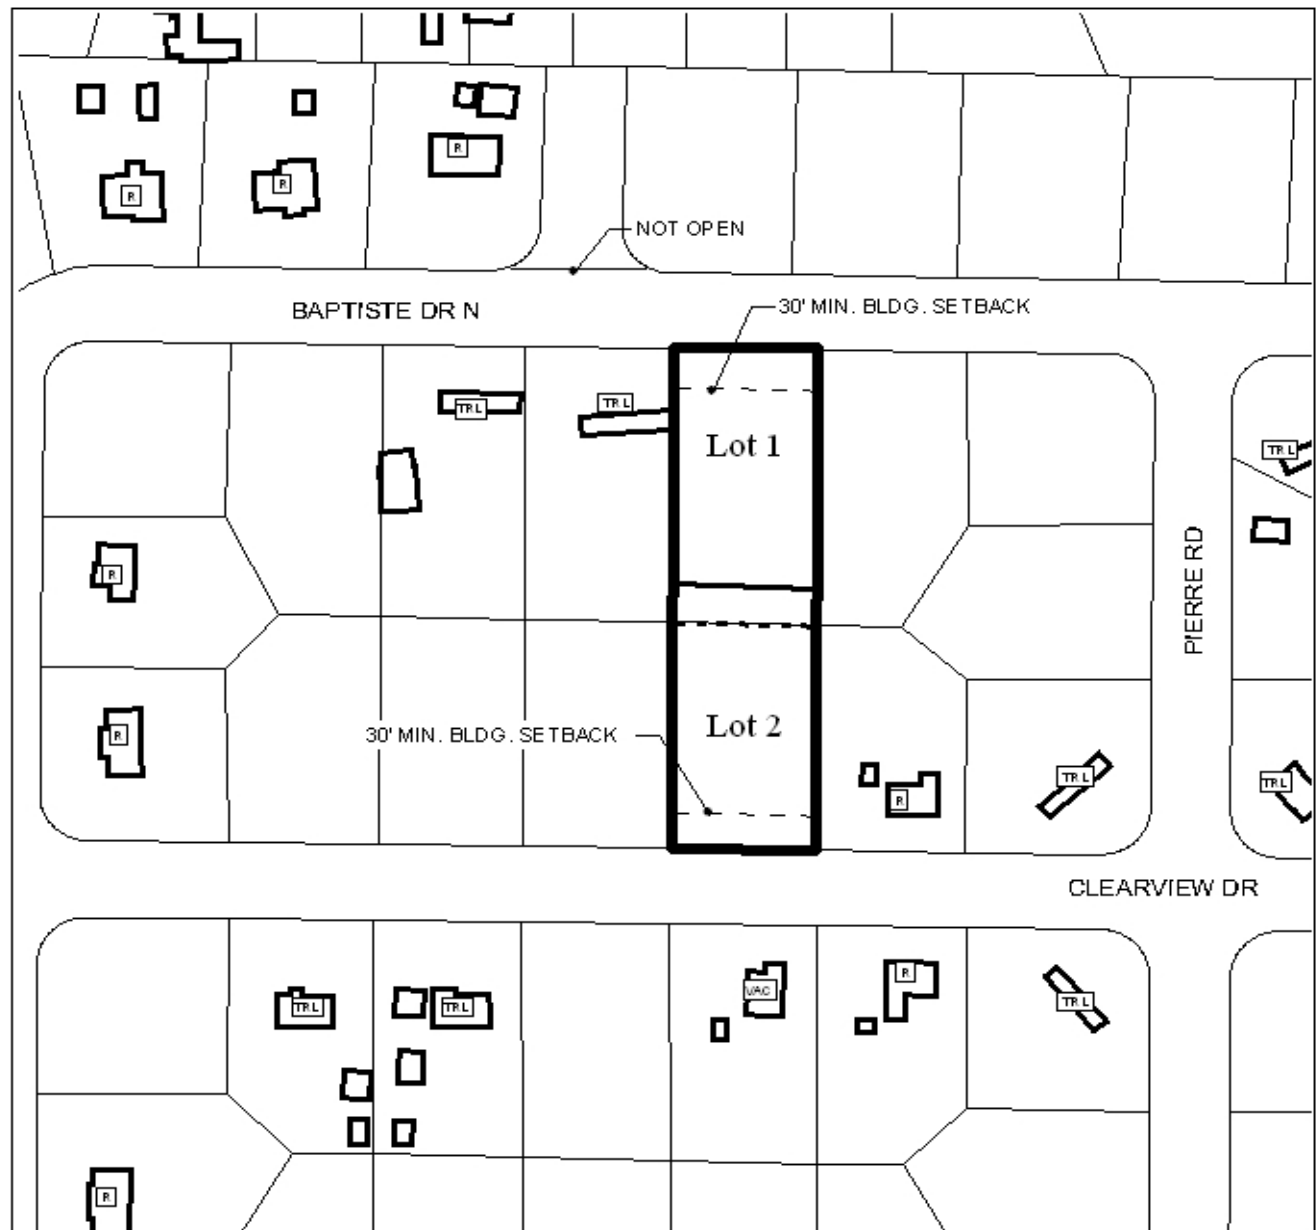 R
R
R
NOT OPEN
BAPTISTE DR N
30' MIN. BLDG. SETBACK
TRL
TRL
Lot 1
TRL
R
PIERRE RD
R
30' MIN. BLDG. SETBACK
Lot 2
R
TRL
TRL
CLEARVIEW DR
TRL
TRL
VAC
R
TRL
R